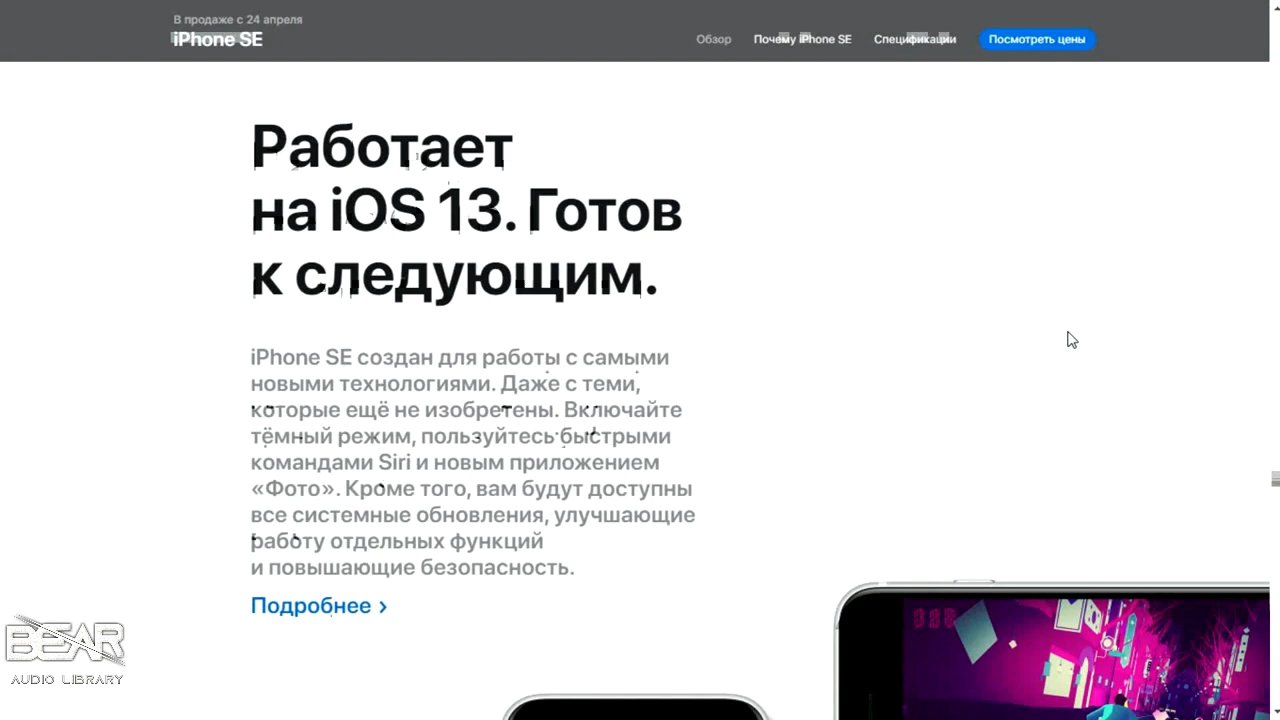 В продаже с 24 апреля
iPhone SE
Обзор
Почему iPhone SE
Спецификации
Посмотреть цены
Работает
на iOS 13. Готов
к следующим.
iPhone SE создан для работы с самыми
новыми технологиями. Даже с теми,
которые ещё не изобретены. Включайте
тёмный режим, пользуйтесь быстрыми
командами Siri и новым приложением
«Фото». Кроме того, вам будут доступны
все системные обновления, улучшающие
работу отдельных функций
и повышающие безопасность.
Подробнее ›
BEAR
AUDIO LIBRARY